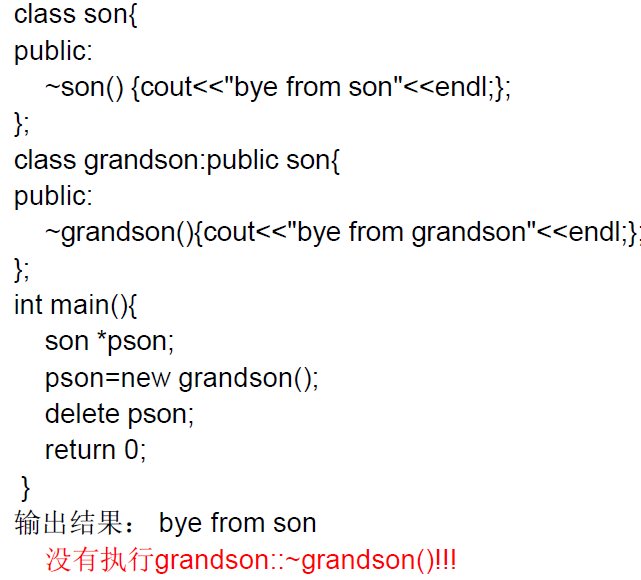 class son{
public:
~son() {cout<<"bye from son"<<endl;};
};
class grandson:public son{
public:
~grandson(){cout<<"bye from grandson"<<endl;};
};
int main(){
son *pson;
pson=new grandson();
delete pson;
return 0;
}
输出结果： bye from son
没有执行grandson::~grandson()!!!